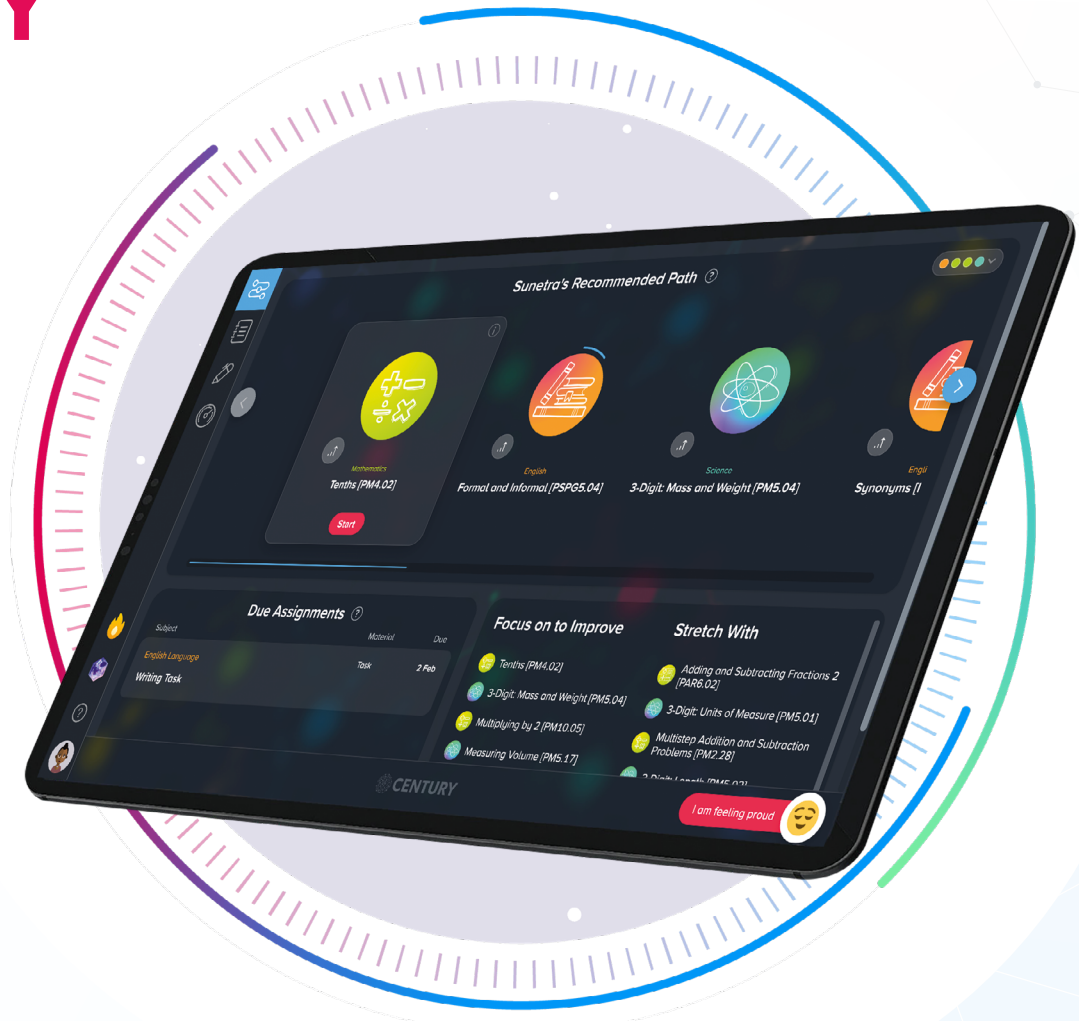 Y
Sunetra's Recommended Path ?
Mathematics
Tenths [PM4.02]
Start
English
Formal and Informal [PSPG5.04]
Science
3-Digit: Mass and Weight [PM5.04]
Engli
Synonyms [
Due Assignments ?
Subject Material Due
English Language Task 2 Feb
Writing Task
Focus on to Improve
Tenths [PM4.02]
3-Digit: Mass and Weight [PM5.04]
Multiplying by 2 [PM10.05]
Measuring Volume [PM5.17]
Stretch With
Adding and Subtracting Fractions 2
[PAR6.02]
3-Digit: Units of Measure [PM5.01]
Multistep Addition and Subtraction
Problems [PM2.28]
CENTURY
I am feeling proud